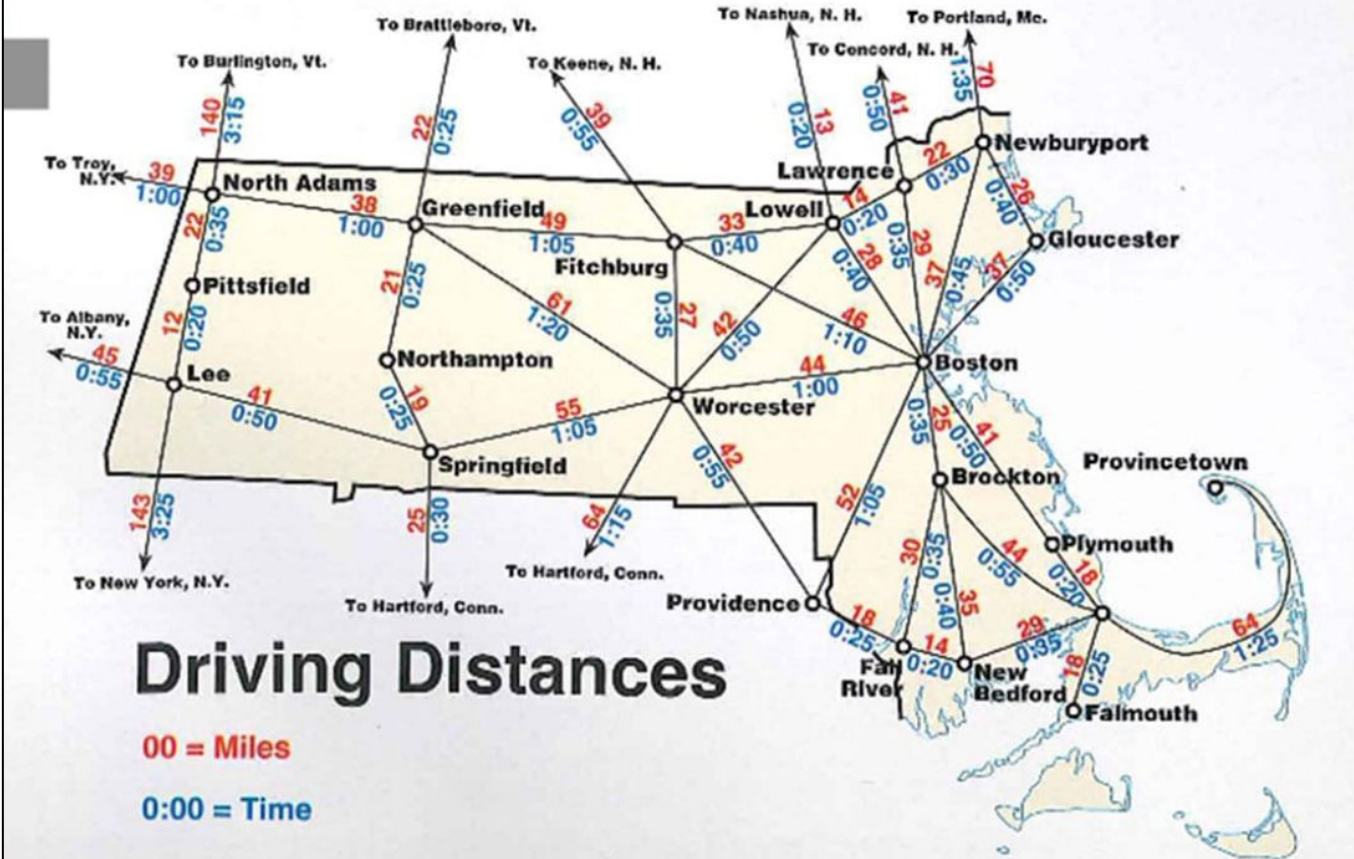 To Nashua, N. H.
To Portland, Me.
To Brattleboro, Vt.
To Concord, N. H.
To Burlington, Vt.
To Keene, N. H.
140
3:15
22
0:25
39
0:55
13
0:20
41
0:50
1:35
70
Newburyport
To Troy,
N.Y.
39
1:00
North Adams
Lawrence
22
0:30
26
0:40
38
1:00
Greenfield
49
1:05
33
0:40
Lowell
14
0:20
22
0:35
Fitchburg
28
0:40
0:35
29
37
0:45
37
0:50
Gloucester
Pittsfield
21
0:25
61
1:20
0:35
27
42
0:50
46
1:10
To Albany,
N.Y.
45
0:55
12
0:20
Lee
Northampton
44
1:00
Boston
41
0:50
19
0:25
55
1:05
Worcester
0:35
25
0:50
41
Springfield
42
0:55
Brockton
Provincetown
143
3:25
25
0:30
64
1:15
52
1:05
30
0:35
0:40
35
44
0:55
Plymouth
18
0:20
To New York, N.Y.
To Hartford, Conn.
To Hartford, Conn.
Providence
18
0:25
14
0:20
29
0:35
64
1:25
Fall
River
New
Bedford
18
0:25
Falmouth
Driving Distances
00 = Miles
0:00 = Time